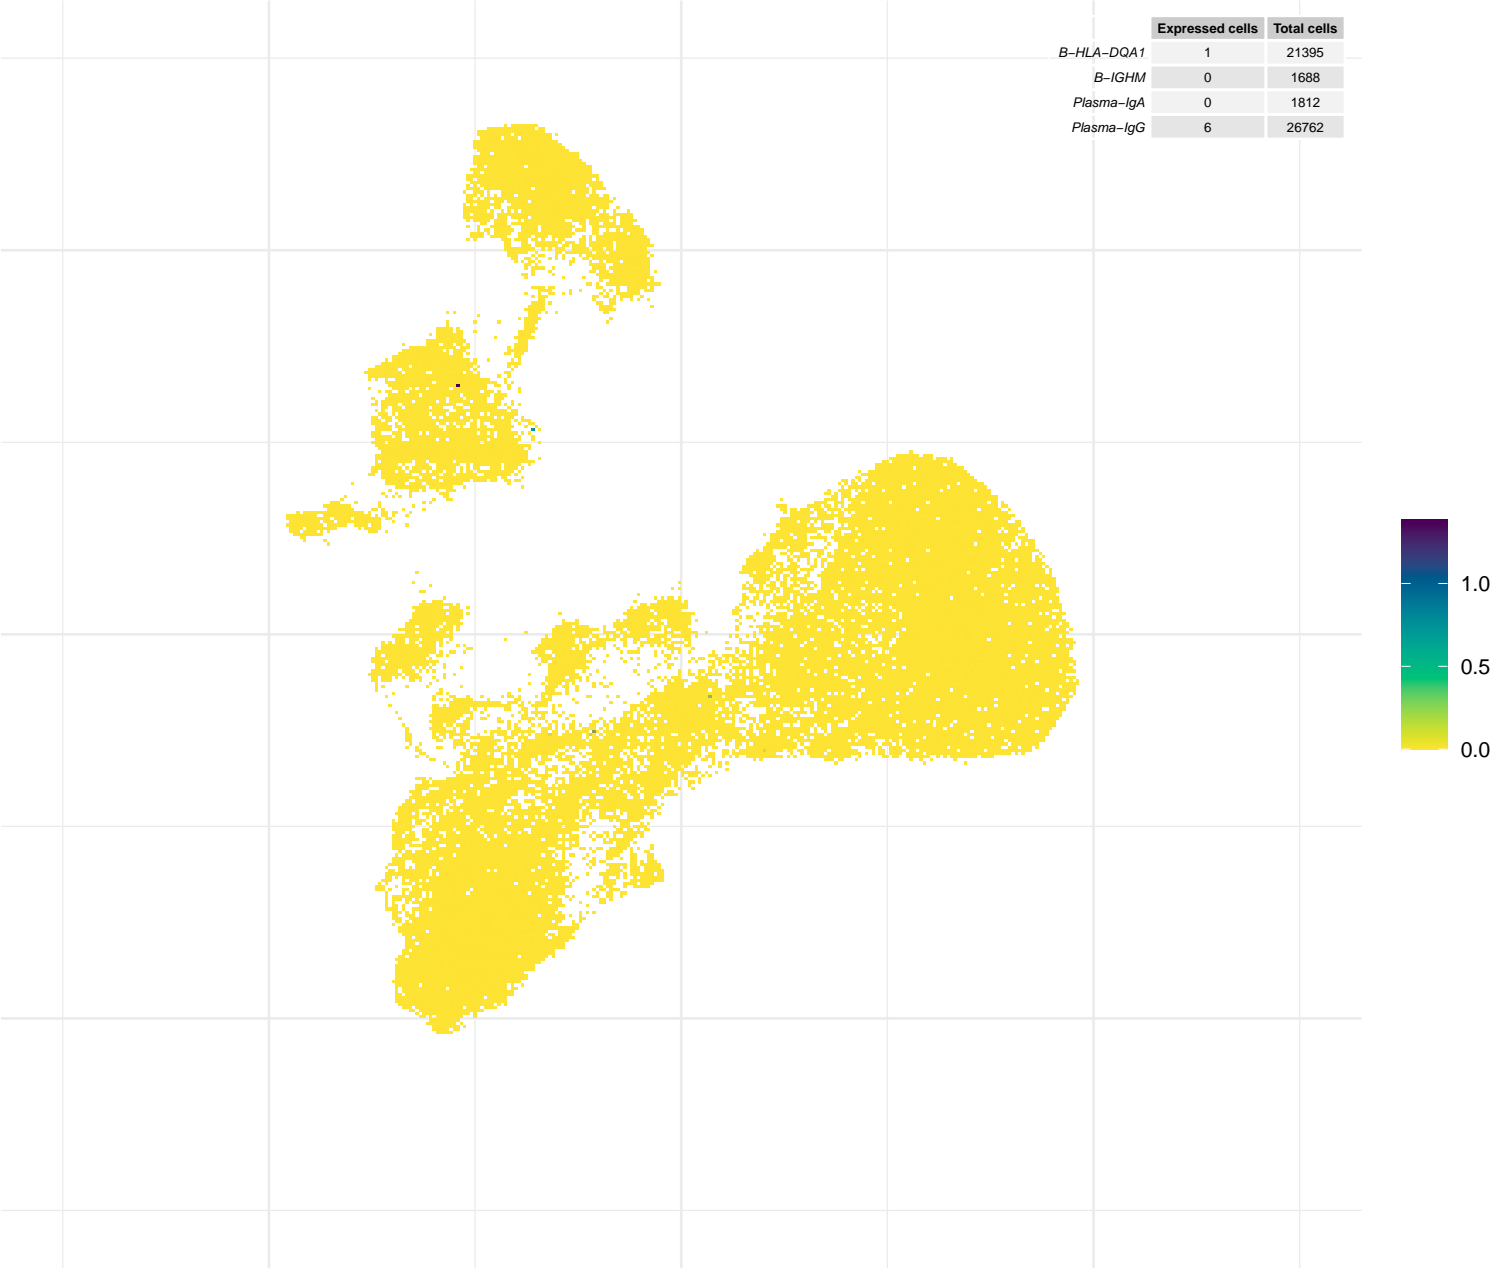 Expressed cells Total cells
B−HLA−DQA1 1 21395
B−IGHM 0 1688
Plasma−IgA 0 1812
Plasma−IgG 6 26762
1.0
0.5
0.0